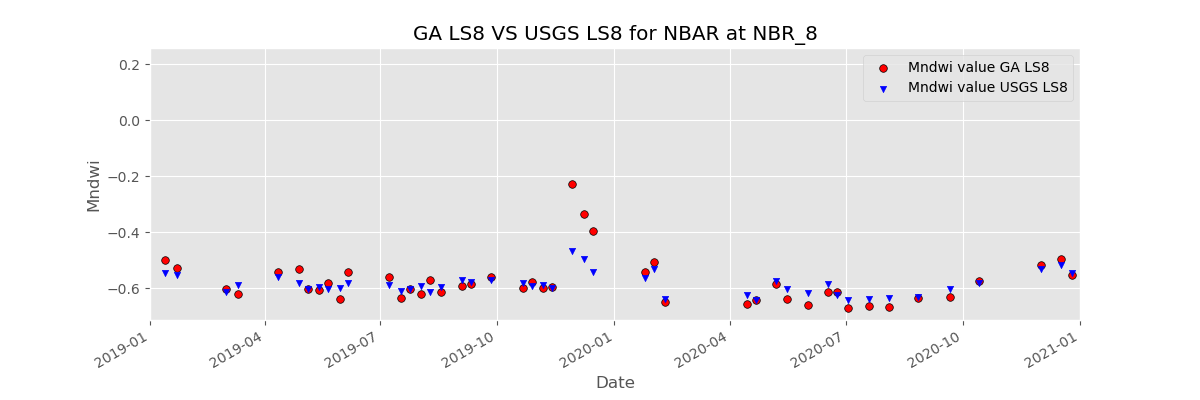 GA LS8 VS USGS LS8 for NBAR at NBR_8
Mndwi value GA LS8
Mndwi value USGS LS8
0.2
0.0
−0.2
−0.4
−0.6
Mndwi
2019-01
2019-04
2019-07
2019-10
2020-01
2020-04
2020-07
2020-10
2021-01
Date